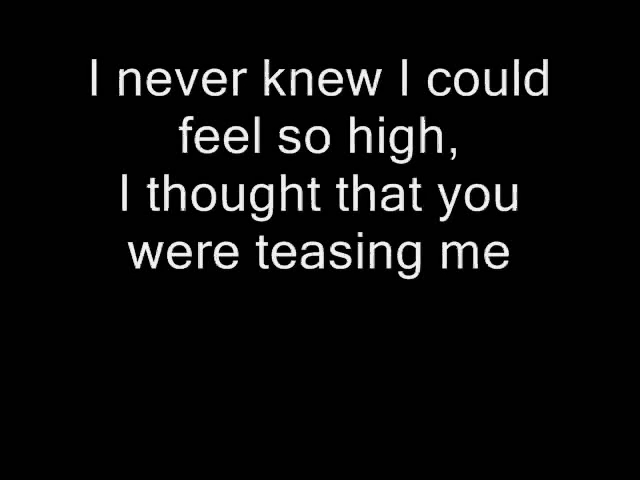 I never knew I could
feel so high,
I thought that you
were teasing me